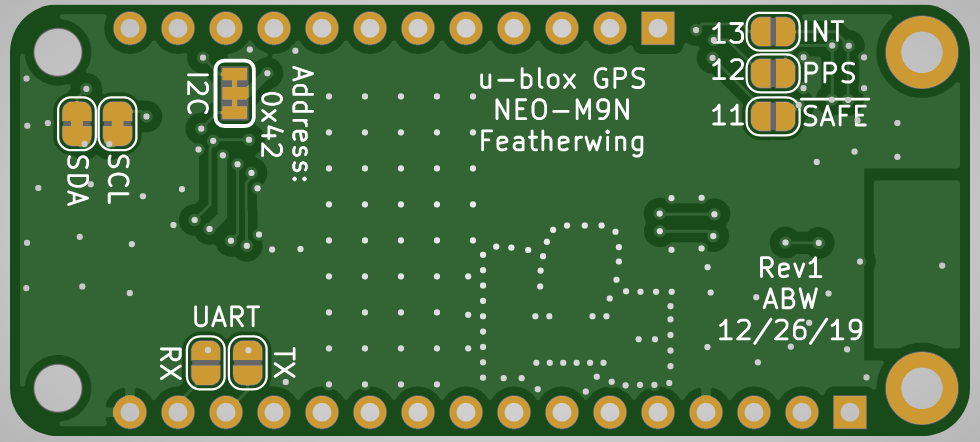 13 INT
12 PPS
11 SAFE
u-blox GPS
NEO-M9N
Featherwing
I2C
Address:
0x42
SDA
SCL
Rev1
ABW
12/26/19
UART
RX
TX